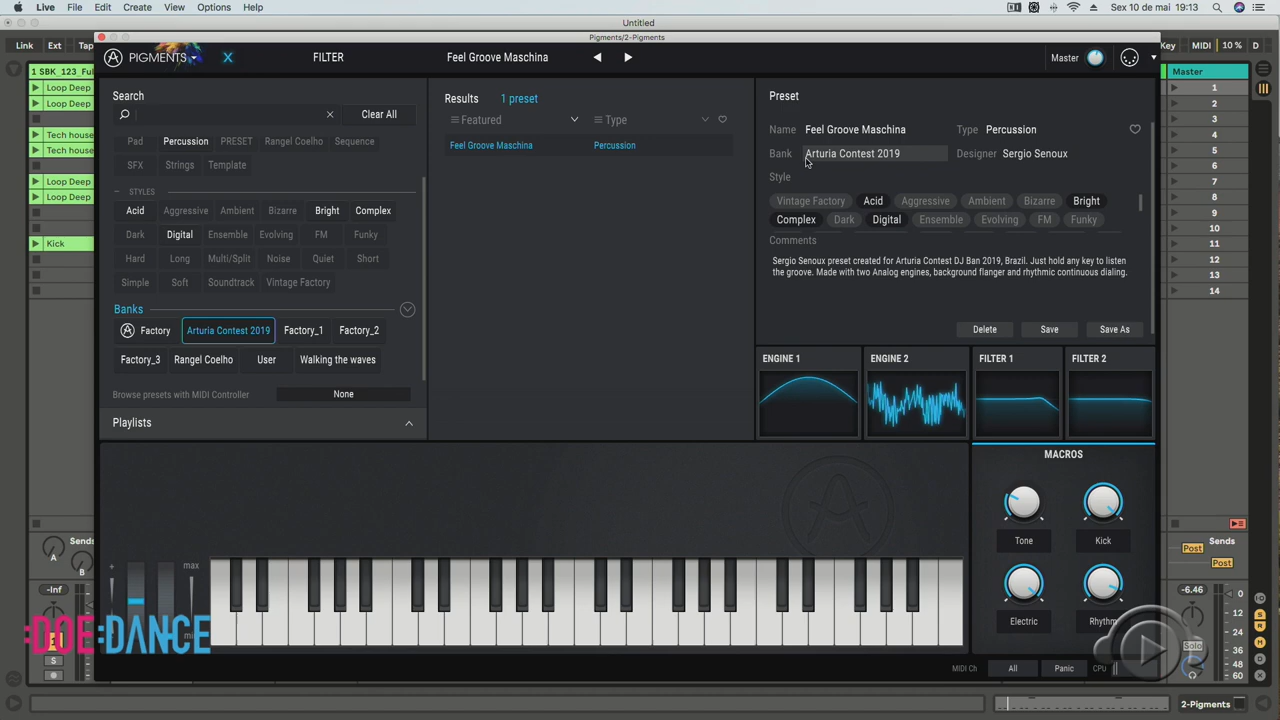 Live File Edit Create View Options Help
Sex 10 de mai 19:13
Untitled
Link Ext Tap
Key MIDI 10 % D
Pigments/2-Pigments
PIGMENTS
FILTER
Feel Groove Maschina
Master
1 SBK_123_Ful
Loop Deep
Loop Deep
Tech house
Tech house
Loop Deep
Loop Deep
Kick
Search
Clear All
Pad Percussion PRESET Rangel Coelho Sequence
SFX Strings Template
STYLES
Acid Aggressive Ambient Bizarre Bright Complex
Dark Digital Ensemble Evolving FM Funky
Hard Long Multi/Split Noise Quiet Short
Simple Soft Soundtrack Vintage Factory
Banks
Factory Arturia Contest 2019 Factory_1 Factory_2
Factory_3 Rangel Coelho User Walking the waves
Browse presets with MIDI Controller None
Playlists
Results 1 preset
Featured Type
Feel Groove Maschina Percussion
Preset
Name Feel Groove Maschina Type Percussion
Bank Arturia Contest 2019 Designer Sergio Senoux
Style
Vintage Factory Acid Aggressive Ambient Bizarre Bright
Complex Dark Digital Ensemble Evolving FM Funky
Comments
Sergio Senoux preset created for Arturia Contest DJ Ban 2019, Brazil. Just hold any key to listen
the groove. Made with two Analog engines, background flanger and rhythmic continuous dialing.
Delete Save Save As
ENGINE 1 ENGINE 2 FILTER 1 FILTER 2
MACROS
Tone Kick
Electric Rhythm
MIDI Ch All Panic CPU
Master
1
2
3
4
5
6
7
8
9
10
11
12
13
14
Sends
A
B
-Inf
S
+
max
:DOE:DANCE
Sends
Post
Post
-6.46
0
12
24
36
48
60
Solo
2-Pigments